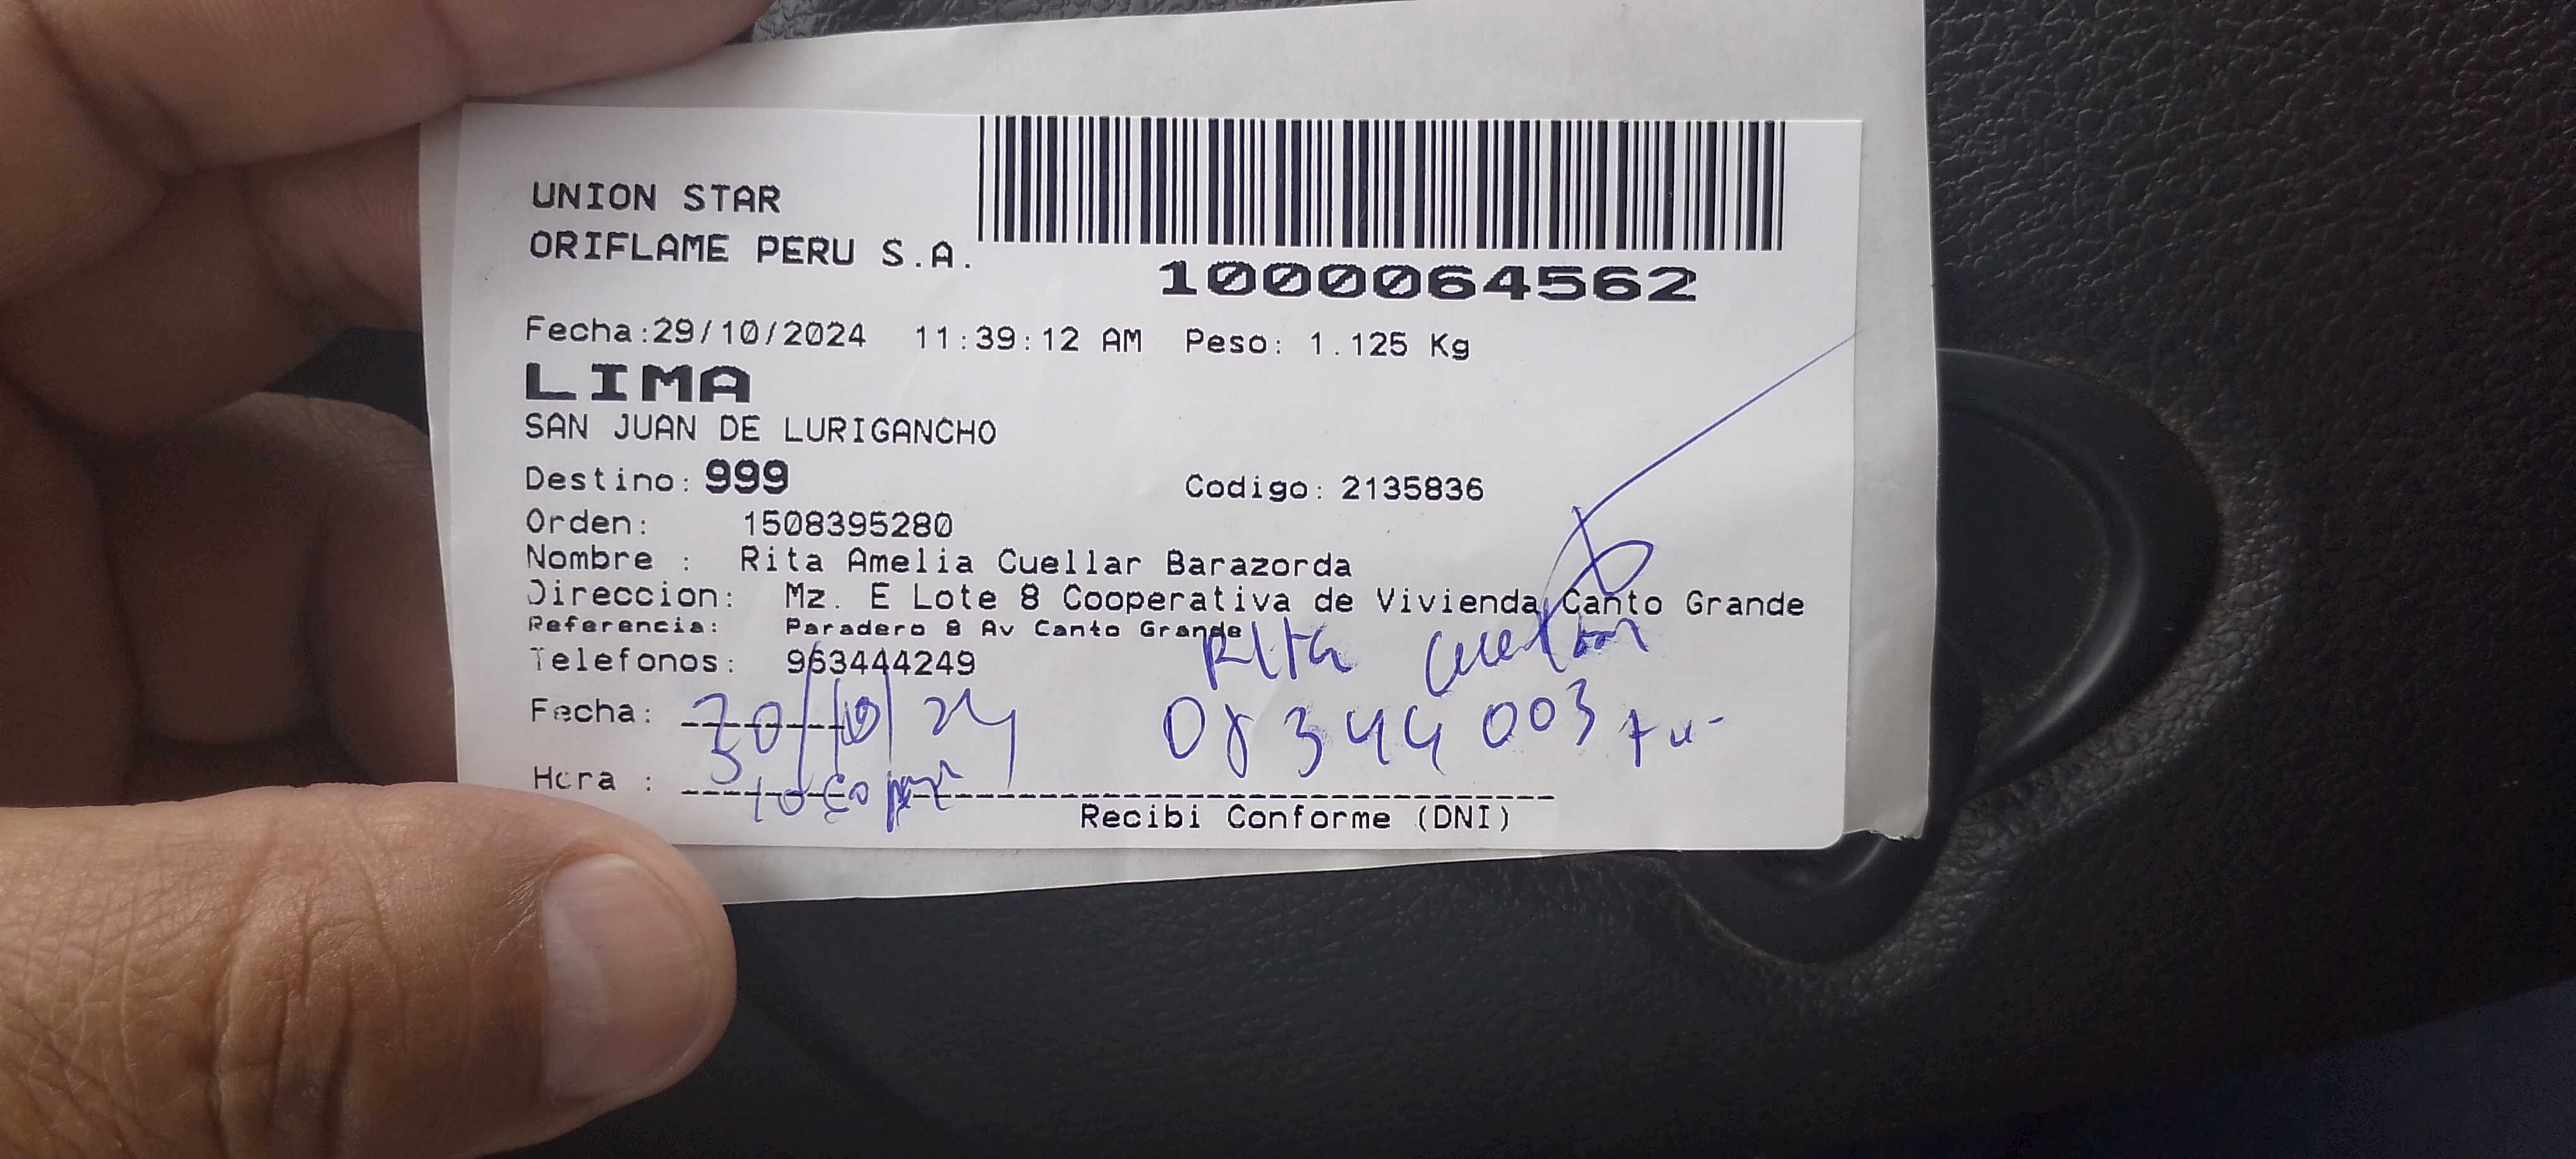 UNION STAR
ORIFLAME PERU S.A.
1000064562
Fecha:29/10/2024 11:39:12 AM Peso: 1.125 Kg
LIMA
SAN JUAN DE LURIGANCHO
Destino: 999 Codigo: 2135836
Orden: 1508395280
Nombre : Rita Amelia Cuellar Barazorda
Direccion: Mz. E Lote 8 Cooperativa de Vivienda Canto Grande
Referencia: Paradero 8 Av Canto Grande
Telefonos: 963444249
Rita Cuellar
Fecha: 30/10/24 08344003
Hora :
Recibi Conforme (DNI)